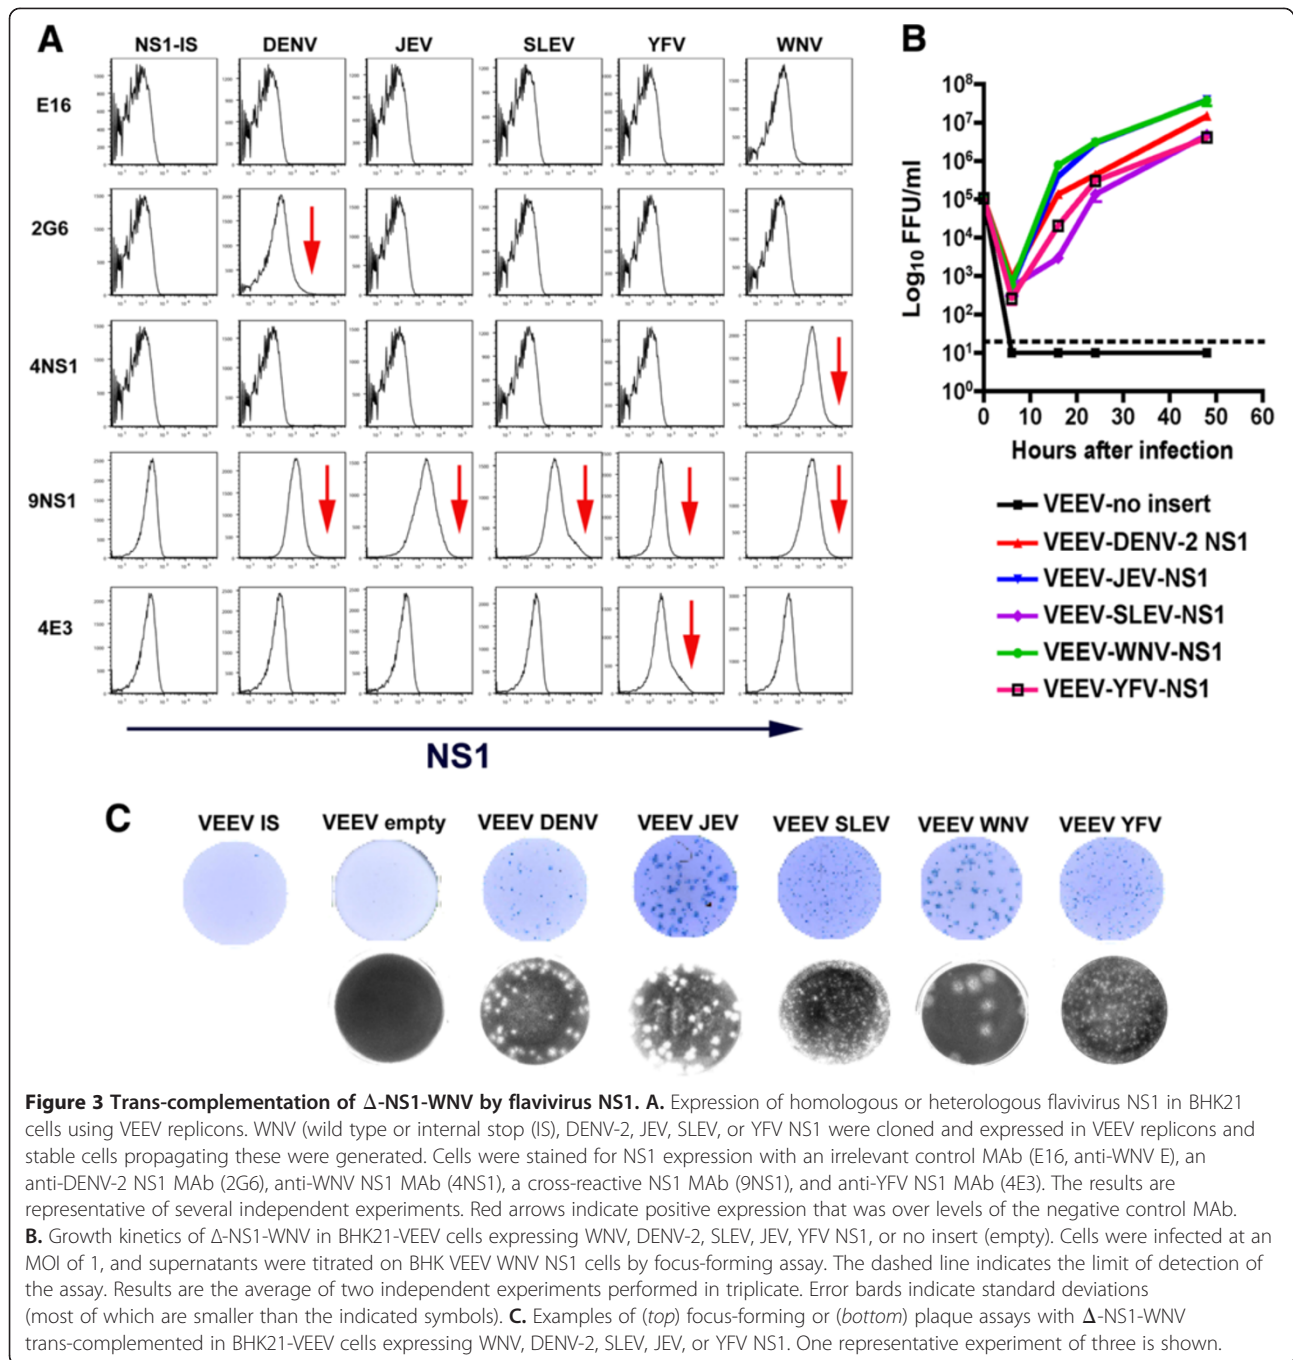 A
NS1-IS DENV JEV SLEV YFV WNV
E16
2G6
4NS1
9NS1
4E3
NS1
B
10⁸
10⁷
10⁶
10⁵
10⁴
10³
10²
10¹
10⁰
Log₁₀ FFU/ml
0 10 20 30 40 50 60
Hours after infection
VEEV-no insert
VEEV-DENV-2 NS1
VEEV-JEV-NS1
VEEV-SLEV-NS1
VEEV-WNV-NS1
VEEV-YFV-NS1
C
VEEV IS VEEV empty VEEV DENV VEEV JEV VEEV SLEV VEEV WNV VEEV YFV
Figure 3 Trans-complementation of Δ-NS1-WNV by flavivirus NS1. A. Expression of homologous or heterologous flavivirus NS1 in BHK21
cells using VEEV replicons. WNV (wild type or internal stop (IS), DENV-2, JEV, SLEV, or YFV NS1 were cloned and expressed in VEEV replicons and
stable cells propagating these were generated. Cells were stained for NS1 expression with an irrelevant control MAb (E16, anti-WNV E), an
anti-DENV-2 NS1 MAb (2G6), anti-WNV NS1 MAb (4NS1), a cross-reactive NS1 MAb (9NS1), and anti-YFV NS1 MAb (4E3). The results are
representative of several independent experiments. Red arrows indicate positive expression that was over levels of the negative control MAb.
B. Growth kinetics of Δ-NS1-WNV in BHK21-VEEV cells expressing WNV, DENV-2, SLEV, JEV, YFV NS1, or no insert (empty). Cells were infected at an
MOI of 1, and supernatants were titrated on BHK VEEV WNV NS1 cells by focus-forming assay. The dashed line indicates the limit of detection of
the assay. Results are the average of two independent experiments performed in triplicate. Error bards indicate standard deviations
(most of which are smaller than the indicated symbols). C. Examples of (top) focus-forming or (bottom) plaque assays with Δ-NS1-WNV
trans-complemented in BHK21-VEEV cells expressing WNV, DENV-2, SLEV, JEV, or YFV NS1. One representative experiment of three is shown.